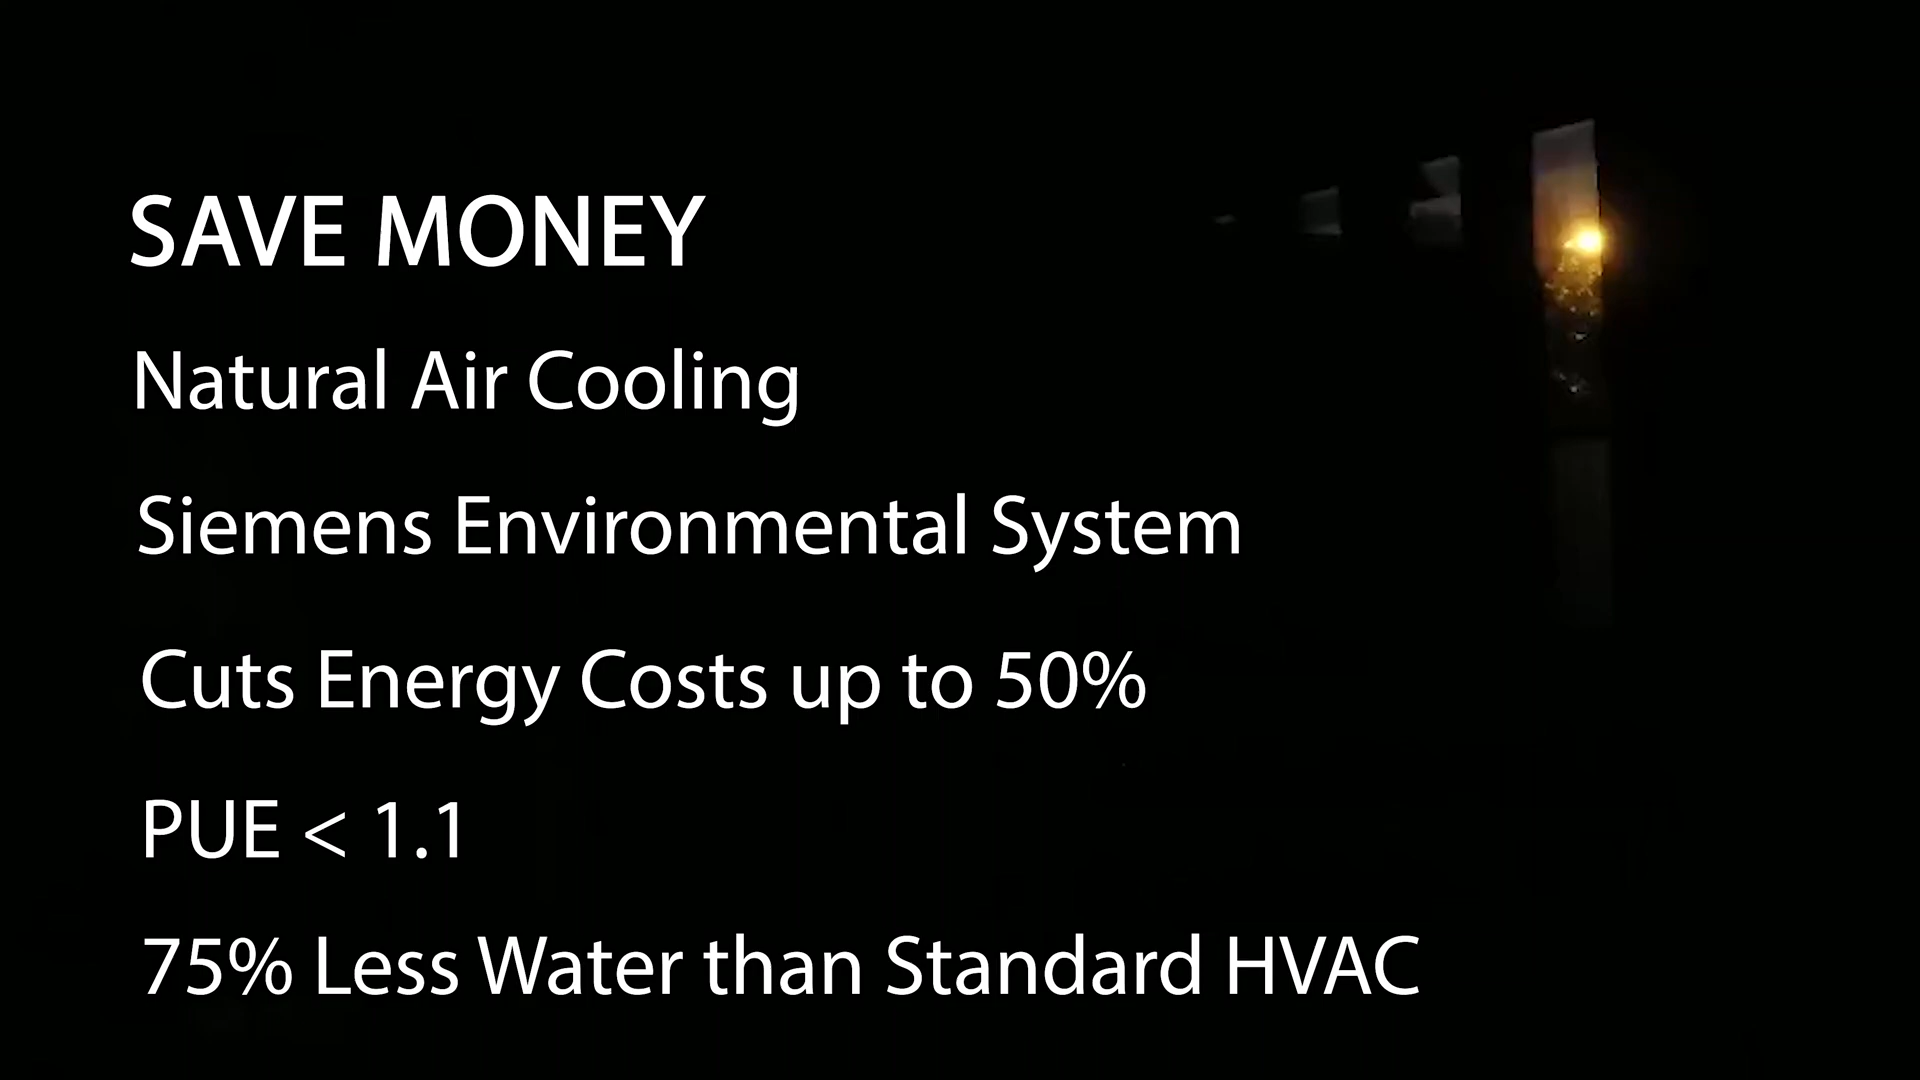 SAVE MONEY
Natural Air Cooling
Siemens Environmental System
Cuts Energy Costs up to 50%
PUE < 1.1
75% Less Water than Standard HVAC